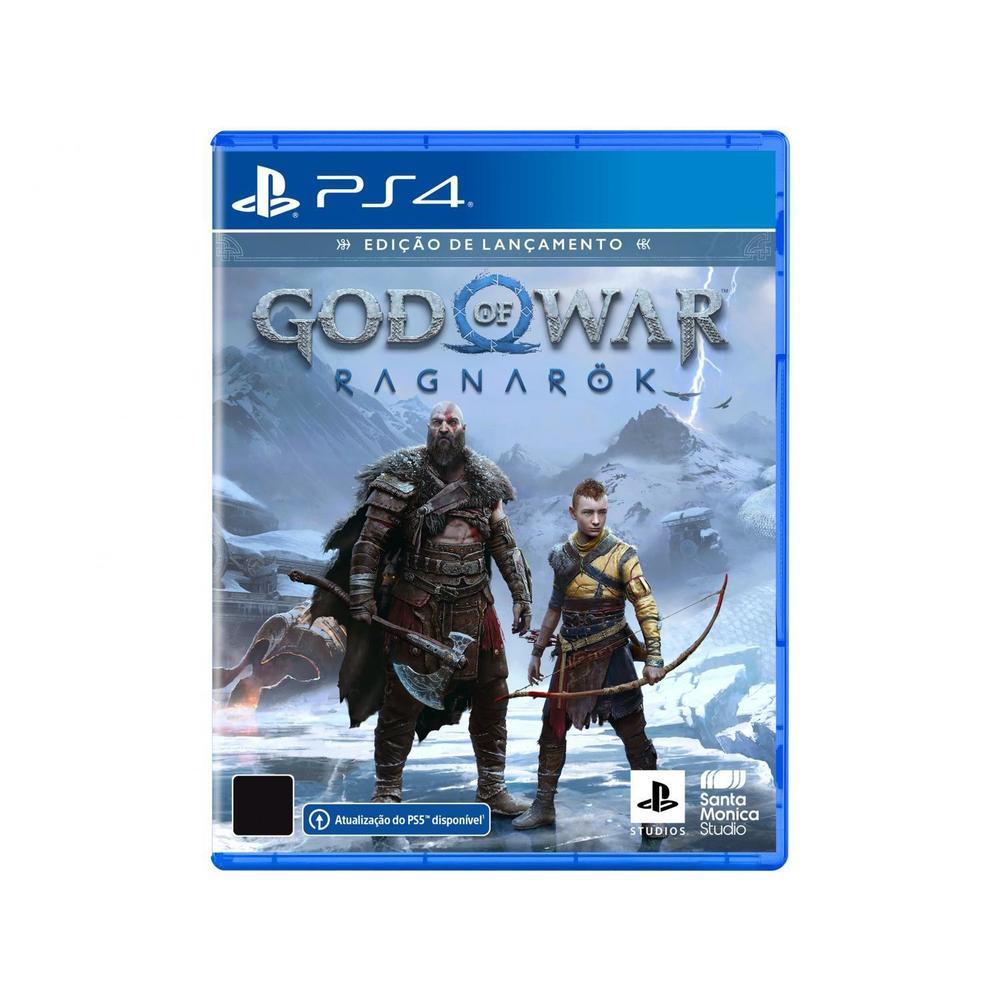 PS4
EDIÇÃO DE LANÇAMENTO
GOD OF WAR
RAGNARÖK
Atualização do PS5™ disponível¹
STUDIOS
Santa
Monica
Studio